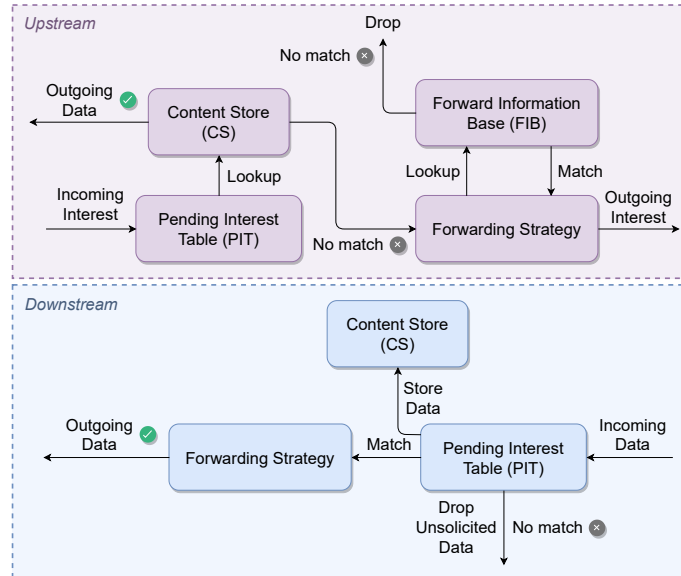 Upstream
Drop
No match
Outgoing
Data
Content Store
(CS)
Forward Information
Base (FIB)
Lookup
Lookup
Match
Incoming
Interest
Pending Interest
Table (PIT)
No match
Forwarding Strategy
Outgoing
Interest
Downstream
Content Store
(CS)
Store
Data
Outgoing
Data
Forwarding Strategy
Match
Pending Interest
Table (PIT)
Incoming
Data
Drop
Unsolicited
Data
No match